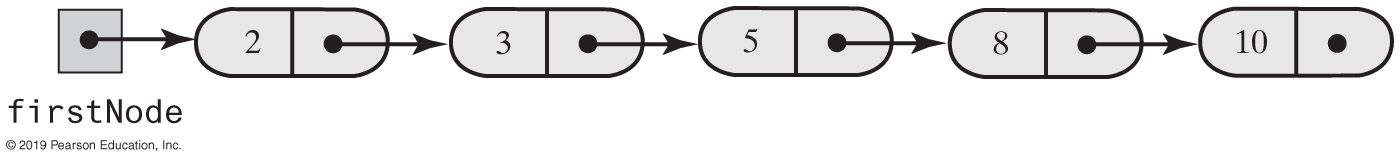 2 3 5 8 10
firstNode
© 2019 Pearson Education, Inc.